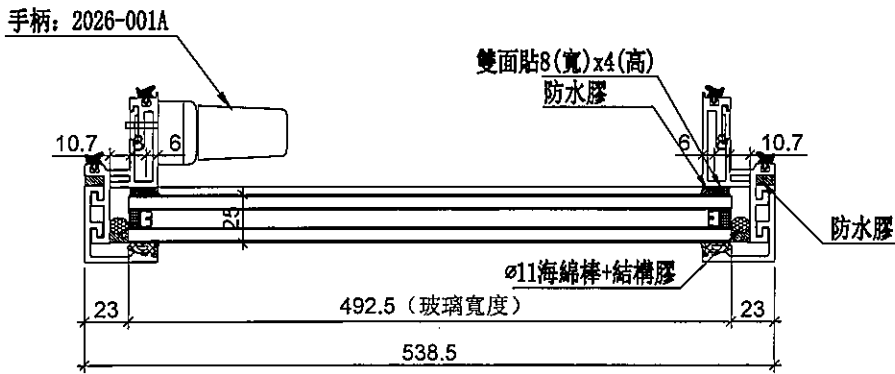 手柄: 2026-001A
雙面貼8(寬)x4(高)
防水膠
10.7
8
6
6
8
10.7
25
防水膠
ø11海綿棒+結構膠
23
492.5（玻璃寬度）
23
538.5